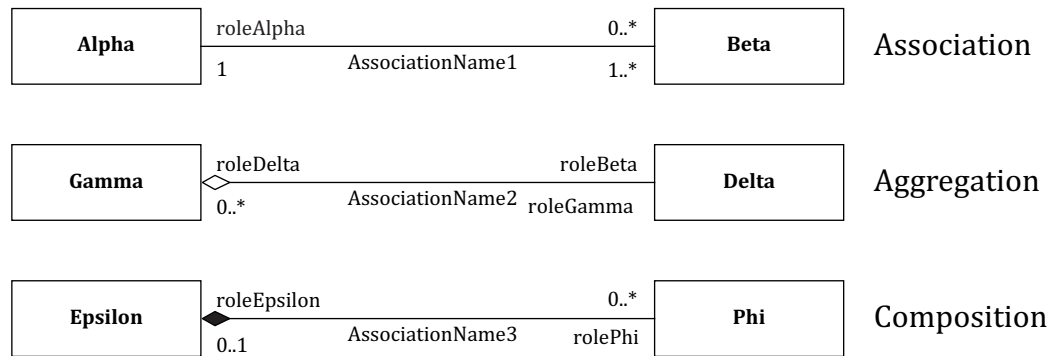 roleAlpha 0..*
Alpha Beta Association
1 AssociationName1 1..*
roleDelta roleBeta
Gamma Delta Aggregation
0..* AssociationName2 roleGamma
roleEpsilon 0..*
Epsilon Phi Composition
0..1 AssociationName3 rolePhi